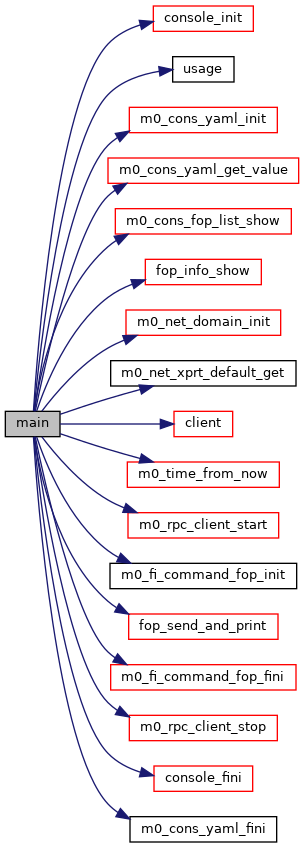 console_init
usage
m0_cons_yaml_init
m0_cons_yaml_get_value
m0_cons_fop_list_show
fop_info_show
m0_net_domain_init
m0_net_xprt_default_get
main
client
m0_time_from_now
m0_rpc_client_start
m0_fi_command_fop_init
fop_send_and_print
m0_fi_command_fop_fini
m0_rpc_client_stop
console_fini
m0_cons_yaml_fini